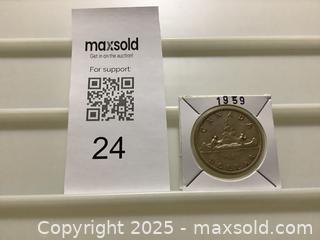 maxsold
Get in on the auction!
For support:
24
1959
CANADA
DOLLAR
Copyright © 2025 - maxsold.com